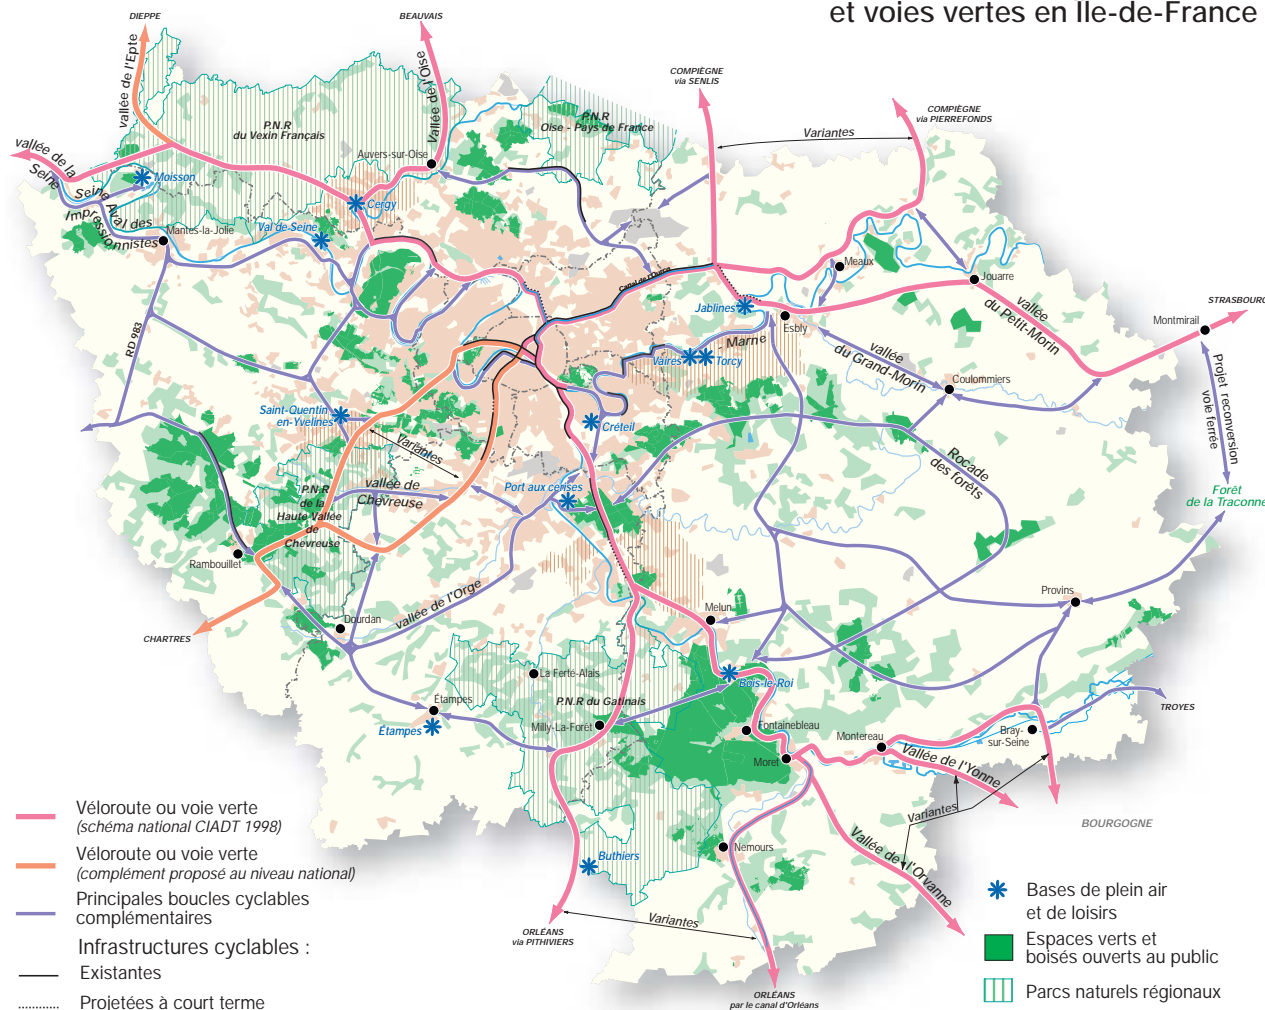 et voies vertes en Île-de-France
DIEPPE
BEAUVAIS
vallée de l'Epte
Vallée de l'Oise
COMPIÈGNE
via SENLIS
COMPIÈGNE
via PIERREFONDS
Variantes
P.N.R
du Vexin Français
P.N.R
Oise - Pays de France
Auvers-sur-Oise
vallée de la
Seine
Moisson
Seine Aval des
Impressionnistes
Cergy
Mantes-la-Jolie
Val de Seine
Canal de l'Ourcq
Meaux
Jouarre
Jablines
Esbly
vallée
du Petit-Morin
STRASBOURG
Montmirail
RD 983
Marne
Vaires
Torcy
vallée
du Grand-Morin
Coulommiers
Projet reconversion
voie ferrée
Saint-Quentin
en-Yvelines
Créteil
Variantes
Rocade
des forêts
vallée de
Chevreuse
Port aux cerises
P.N.R
de la
Haute Vallée
de
Chevreuse
Forêt
de la Traconne
Rambouillet
Provins
vallée de l'Orge
Melun
CHARTRES
Dourdan
La Ferté-Alais
Bois-le-Roi
Étampes
P.N.R du Gatinais
TROYES
Étampes
Milly-La-Forêt
Fontainebleau
Montereau
Bray-
sur-Seine
Moret
Vallée de l'Yonne
Variantes
BOURGOGNE
Vallée de l'Orvanne
Nemours
Buthiers
Variantes
ORLÉANS
via PITHIVIERS
ORLÉANS
par le canal d'Orléans
Véloroute ou voie verte
(schéma national CIADT 1998)
Véloroute ou voie verte
(complément proposé au niveau national)
Principales boucles cyclables
complémentaires
Infrastructures cyclables :
Existantes
Projetées à court terme
Bases de plein air
et de loisirs
Espaces verts et
boisés ouverts au public
Parcs naturels régionaux